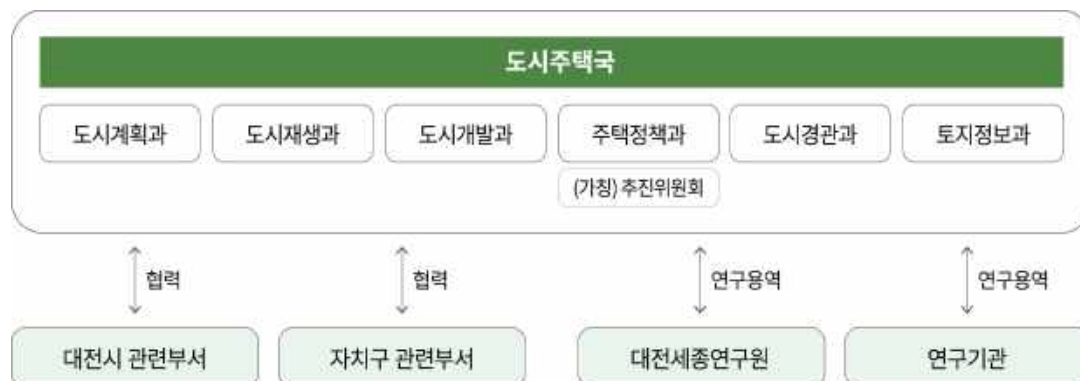 도시주택국
도시계획과 도시재생과 도시개발과 주택정책과 도시경관과 토지정보과
(가칭) 추진위원회
협력 협력 연구용역 연구용역
대전시 관련부서 자치구 관련부서 대전세종연구원 연구기관